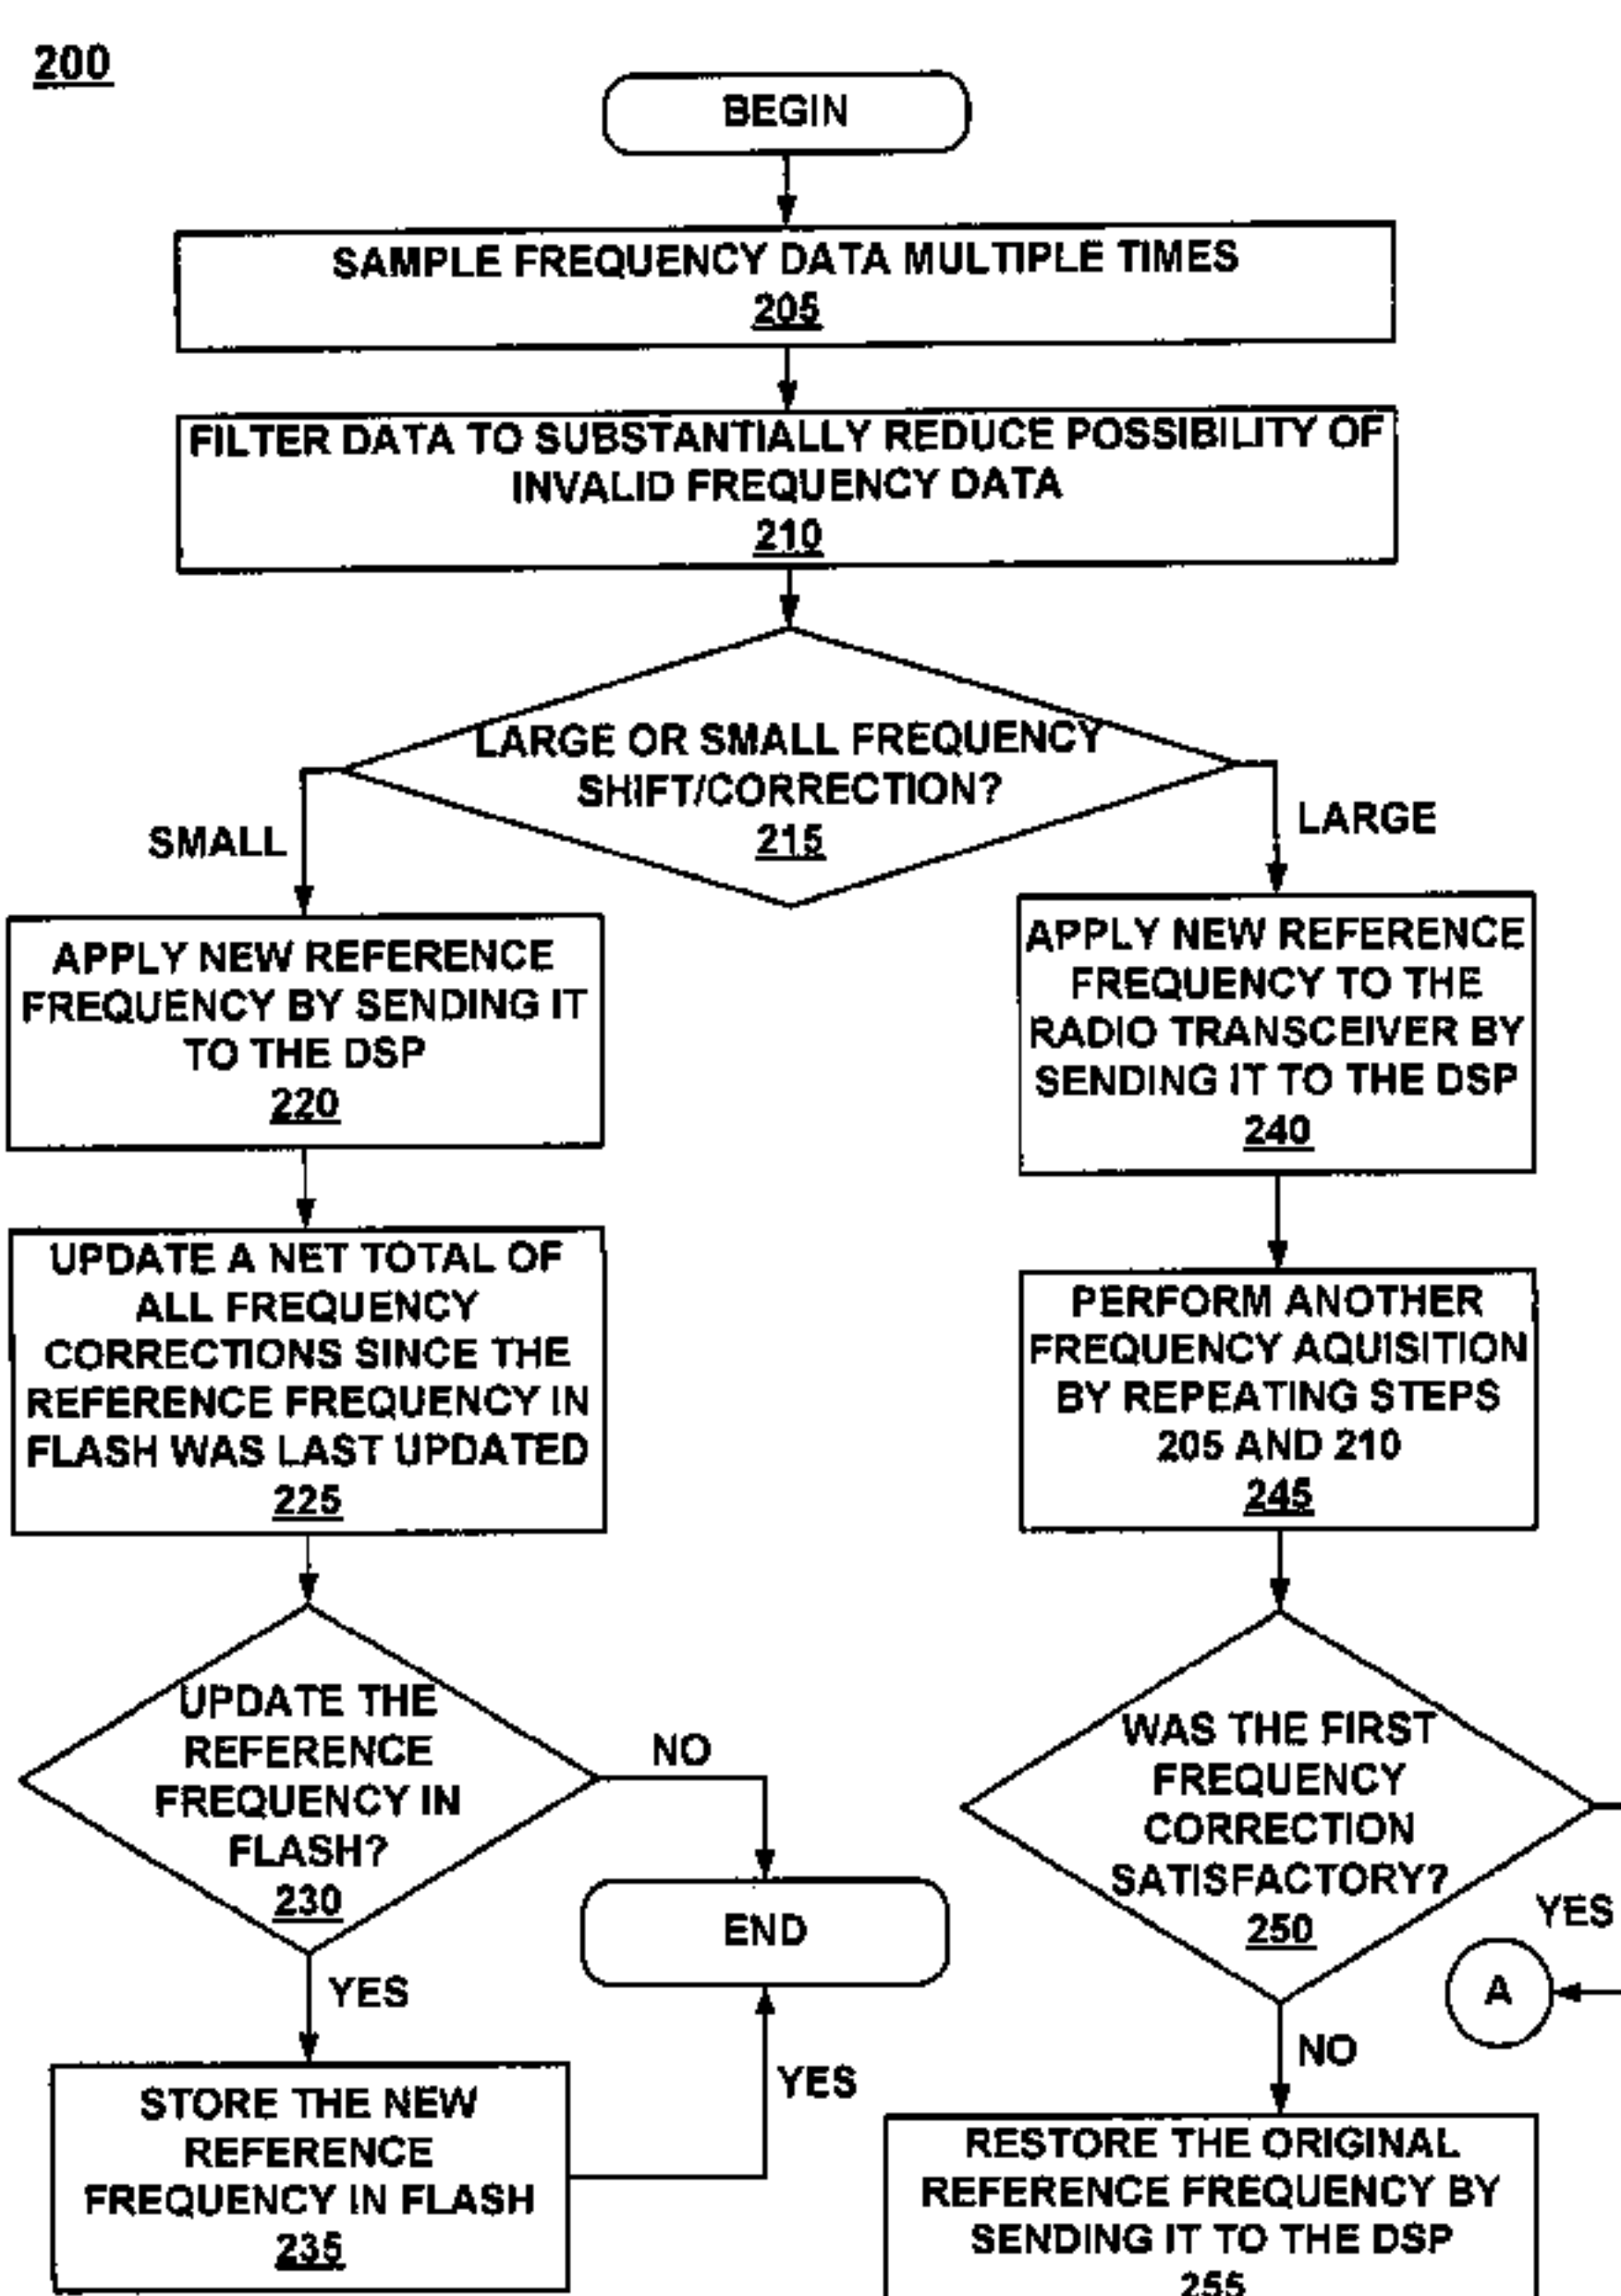 200
BEGIN
SAMPLE FREQUENCY DATA MULTIPLE TIMES
205
FILTER DATA TO SUBSTANTIALLY REDUCE POSSIBILITY OF
INVALID FREQUENCY DATA
210
LARGE OR SMALL FREQUENCY
SHIFT/CORRECTION?
215
SMALL
LARGE
APPLY NEW REFERENCE
FREQUENCY BY SENDING IT
TO THE DSP
220
APPLY NEW REFERENCE
FREQUENCY TO THE
RADIO TRANSCEIVER BY
SENDING IT TO THE DSP
240
UPDATE A NET TOTAL OF
ALL FREQUENCY
CORRECTIONS SINCE THE
REFERENCE FREQUENCY IN
FLASH WAS LAST UPDATED
225
PERFORM ANOTHER
FREQUENCY AQUISITION
BY REPEATING STEPS
205 AND 210
245
UPDATE THE
REFERENCE
FREQUENCY IN
FLASH?
230
NO
END
YES
WAS THE FIRST
FREQUENCY
CORRECTION
SATISFACTORY?
250
YES
A
NO
STORE THE NEW
REFERENCE
FREQUENCY IN FLASH
235
YES
RESTORE THE ORIGINAL
REFERENCE FREQUENCY BY
SENDING IT TO THE DSP
255